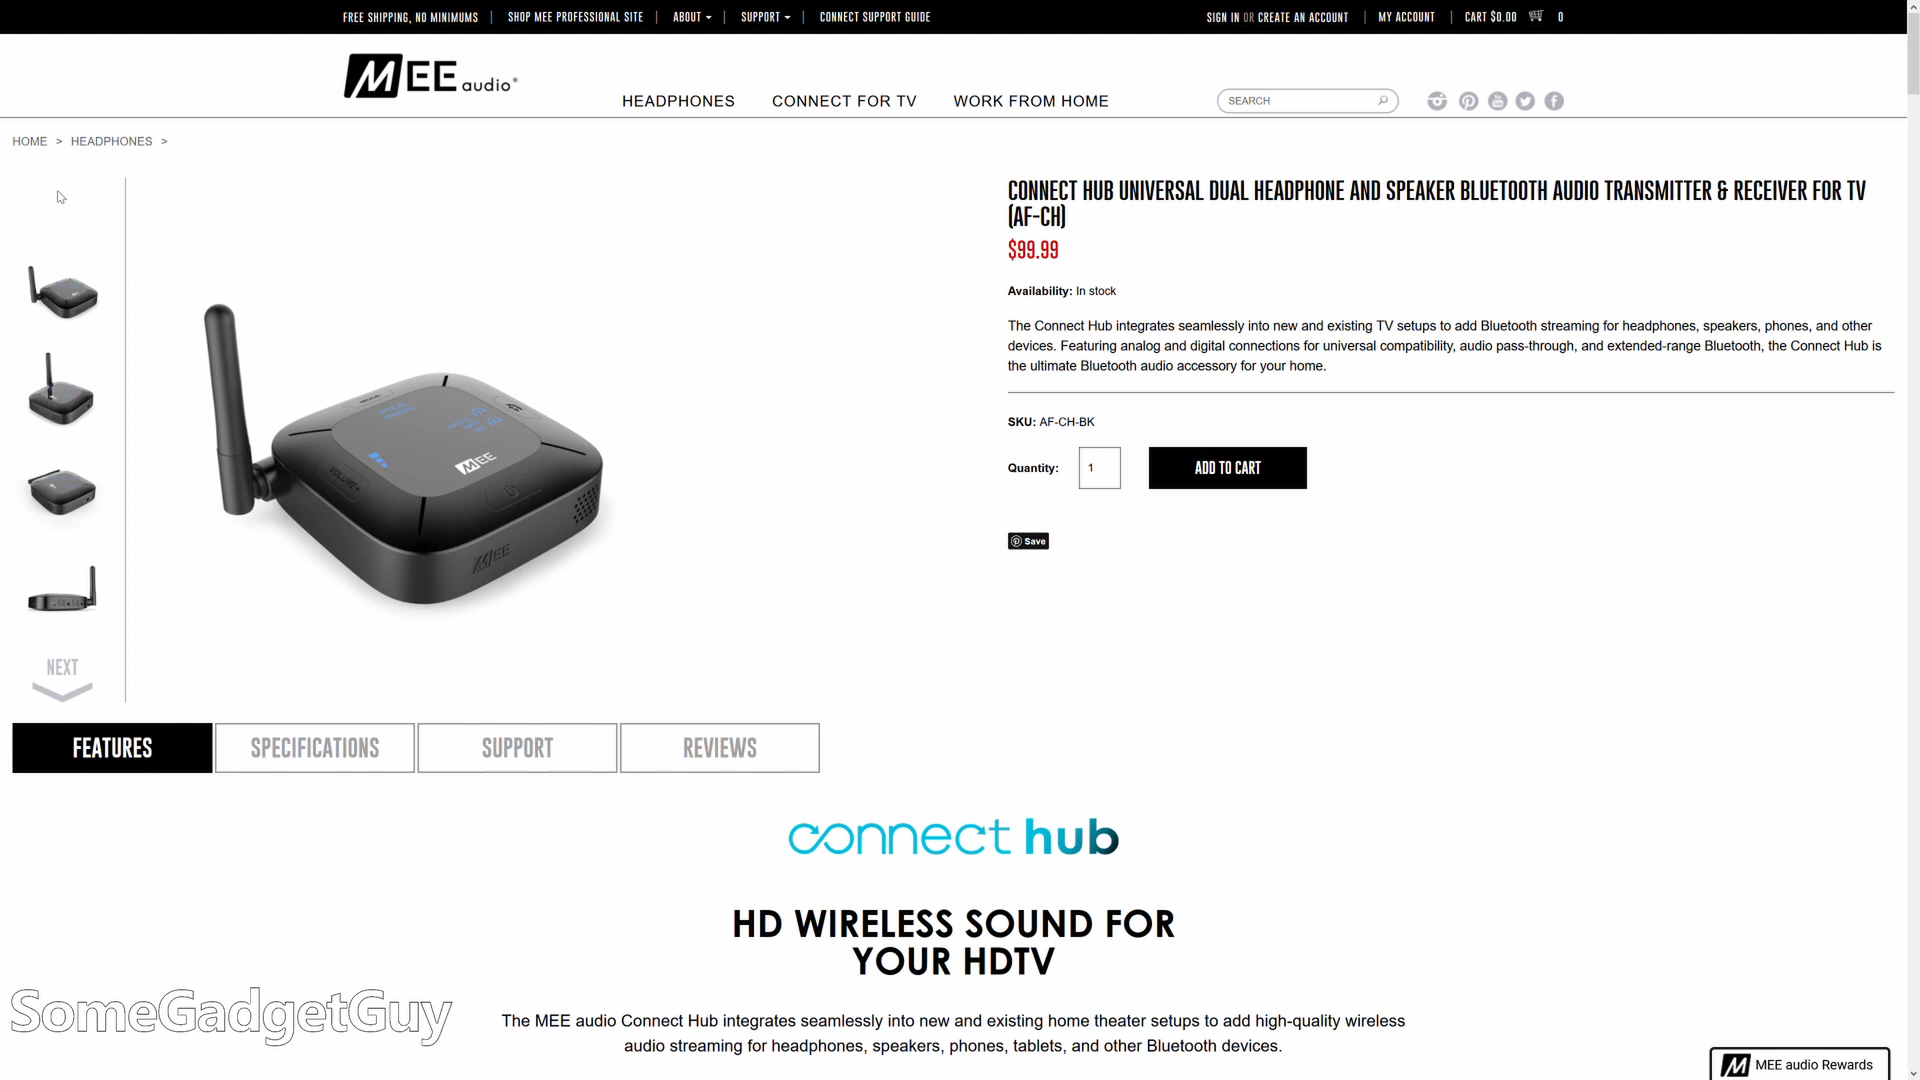 FREE SHIPPING, NO MINIMUMS | SHOP MEE PROFESSIONAL SITE | ABOUT | SUPPORT | CONNECT SUPPORT GUIDE
SIGN IN OR CREATE AN ACCOUNT | MY ACCOUNT | CART $0.00 0
MEE audio®
HEADPHONES CONNECT FOR TV WORK FROM HOME
SEARCH
HOME > HEADPHONES >
CONNECT HUB UNIVERSAL DUAL HEADPHONE AND SPEAKER BLUETOOTH AUDIO TRANSMITTER & RECEIVER FOR TV
(AF-CH)
$99.99
Availability: In stock
The Connect Hub integrates seamlessly into new and existing TV setups to add Bluetooth streaming for headphones, speakers, phones, and other
devices. Featuring analog and digital connections for universal compatibility, audio pass-through, and extended-range Bluetooth, the Connect Hub is
the ultimate Bluetooth audio accessory for your home.
SKU: AF-CH-BK
Quantity: 1 ADD TO CART
Save
VOLUME+
MEE
MEE
NEXT
FEATURES SPECIFICATIONS SUPPORT REVIEWS
connect hub
HD WIRELESS SOUND FOR
YOUR HDTV
The MEE audio Connect Hub integrates seamlessly into new and existing home theater setups to add high-quality wireless
audio streaming for headphones, speakers, phones, tablets, and other Bluetooth devices.
SomeGadgetGuy
MEE audio Rewards